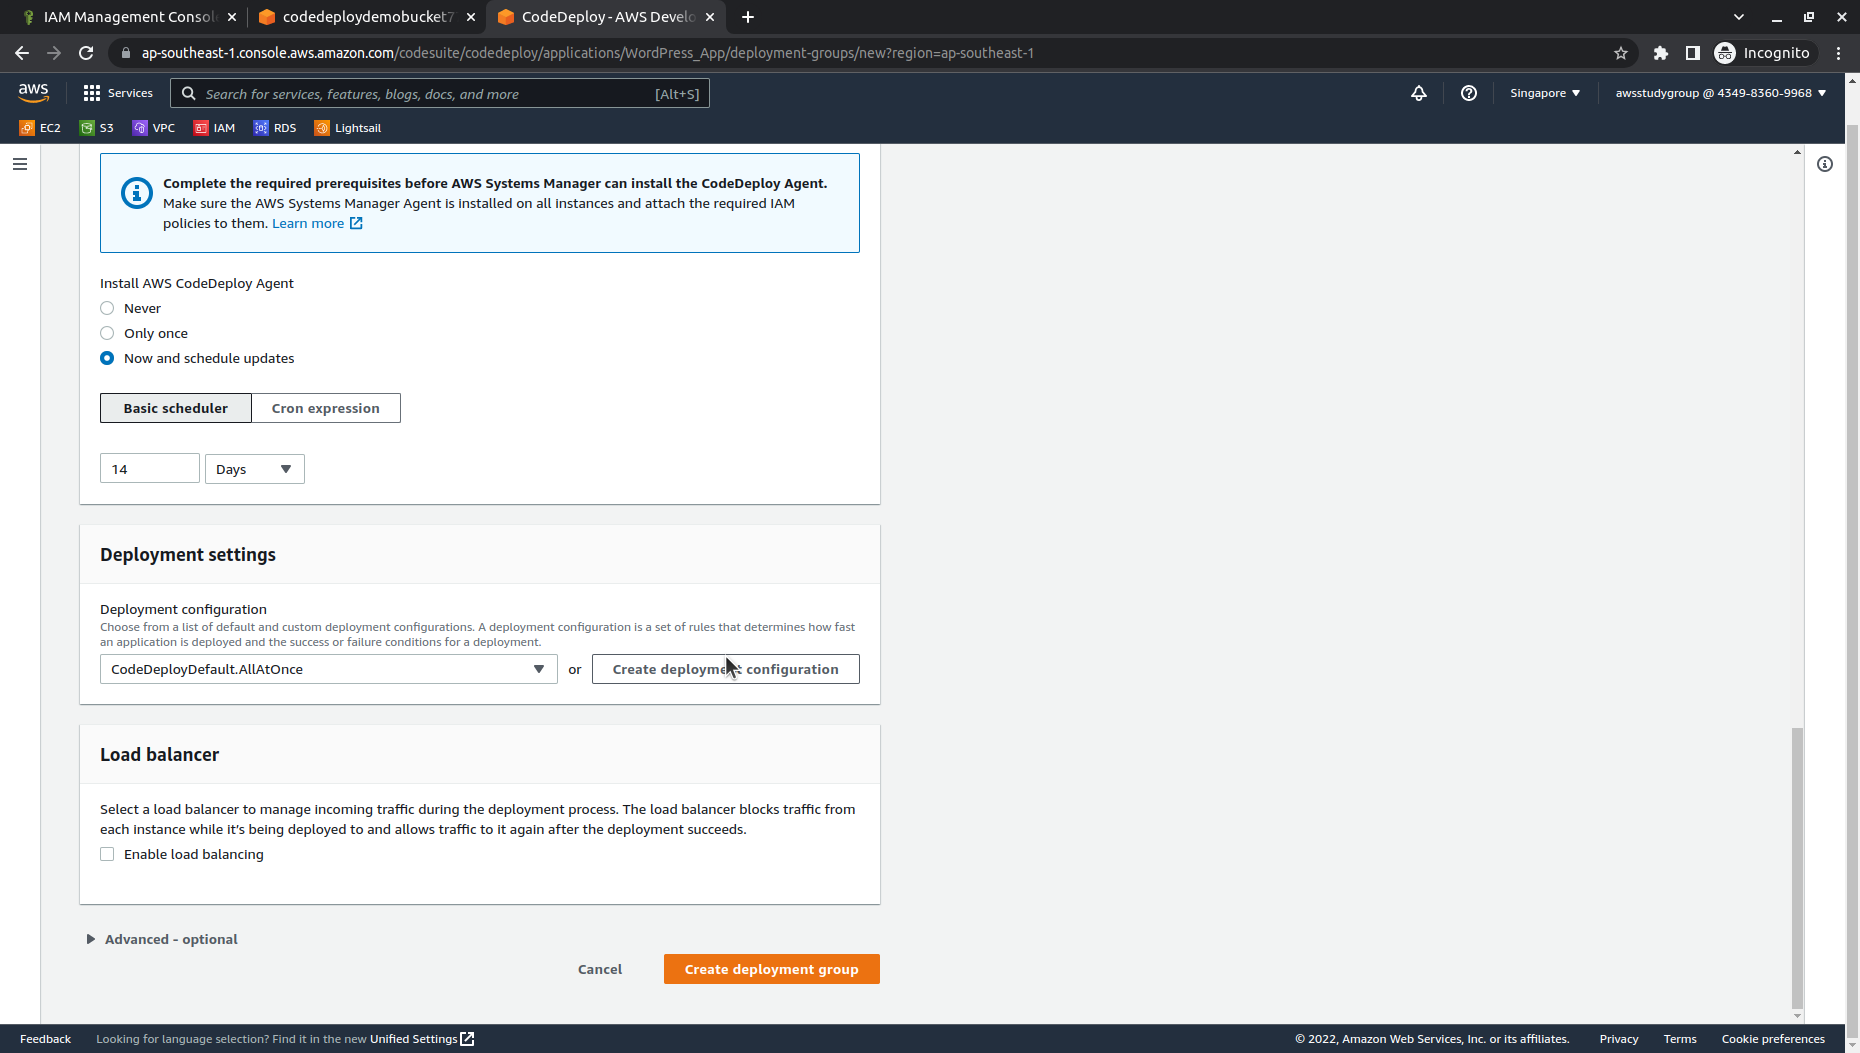 IAM Management Consol
codedeploydemobucket7
CodeDeploy - AWS Develo
ap-southeast-1.console.aws.amazon.com/codesuite/codedeploy/applications/WordPress_App/deployment-groups/new?region=ap-southeast-1
Incognito
aws
Services
Search for services, features, blogs, docs, and more
[Alt+S]
Singapore
awsstudygroup @ 4349-8360-9968
EC2
S3
VPC
IAM
RDS
Lightsail
Complete the required prerequisites before AWS Systems Manager can install the CodeDeploy Agent.
Make sure the AWS Systems Manager Agent is installed on all instances and attach the required IAM
policies to them. Learn more
Install AWS CodeDeploy Agent
Never
Only once
Now and schedule updates
Basic scheduler
Cron expression
14
Days
Deployment settings
Deployment configuration
Choose from a list of default and custom deployment configurations. A deployment configuration is a set of rules that determines how fast
an application is deployed and the success or failure conditions for a deployment.
CodeDeployDefault.AllAtOnce
or
Create deployment configuration
Load balancer
Select a load balancer to manage incoming traffic during the deployment process. The load balancer blocks traffic from
each instance while it's being deployed to and allows traffic to it again after the deployment succeeds.
Enable load balancing
Advanced - optional
Cancel
Create deployment group
Feedback
Looking for language selection? Find it in the new Unified Settings
© 2022, Amazon Web Services, Inc. or its affiliates.
Privacy
Terms
Cookie preferences